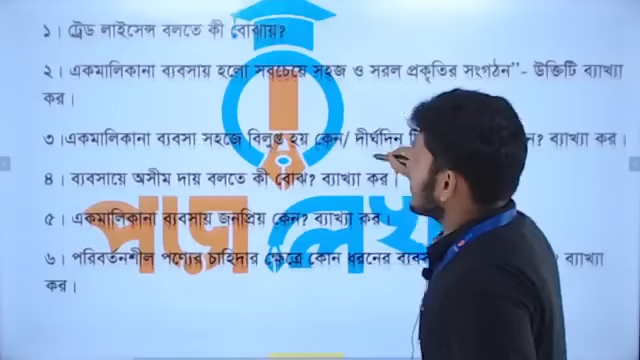 ১। ট্রেড লাইসেন্স বলতে কী বোঝায়?
২। একমালিকানা ব্যবসায় হলো সবচেয়ে সহজ ও সরল প্রকৃতির সংগঠন”- উক্তিটি ব্যাখ্যা
কর।
৩।একমালিকানা ব্যবসা সহজে বিলুপ্ত হয় কেন/ দীর্ঘদিন ব্যাখ্যা কর।
৪। ব্যবসায়ে অসীম দায় বলতে কী বোঝ? ব্যাখ্যা কর।
৫। একমালিকানা ব্যবসায় জনপ্রিয় কেন? ব্যাখ্যা কর।
৬। পরিবর্তনশীল পণ্যের চাহিদার ক্ষেত্রে কোন ধরনের ব্যাখ্যা
কর।
পড়া লেখা